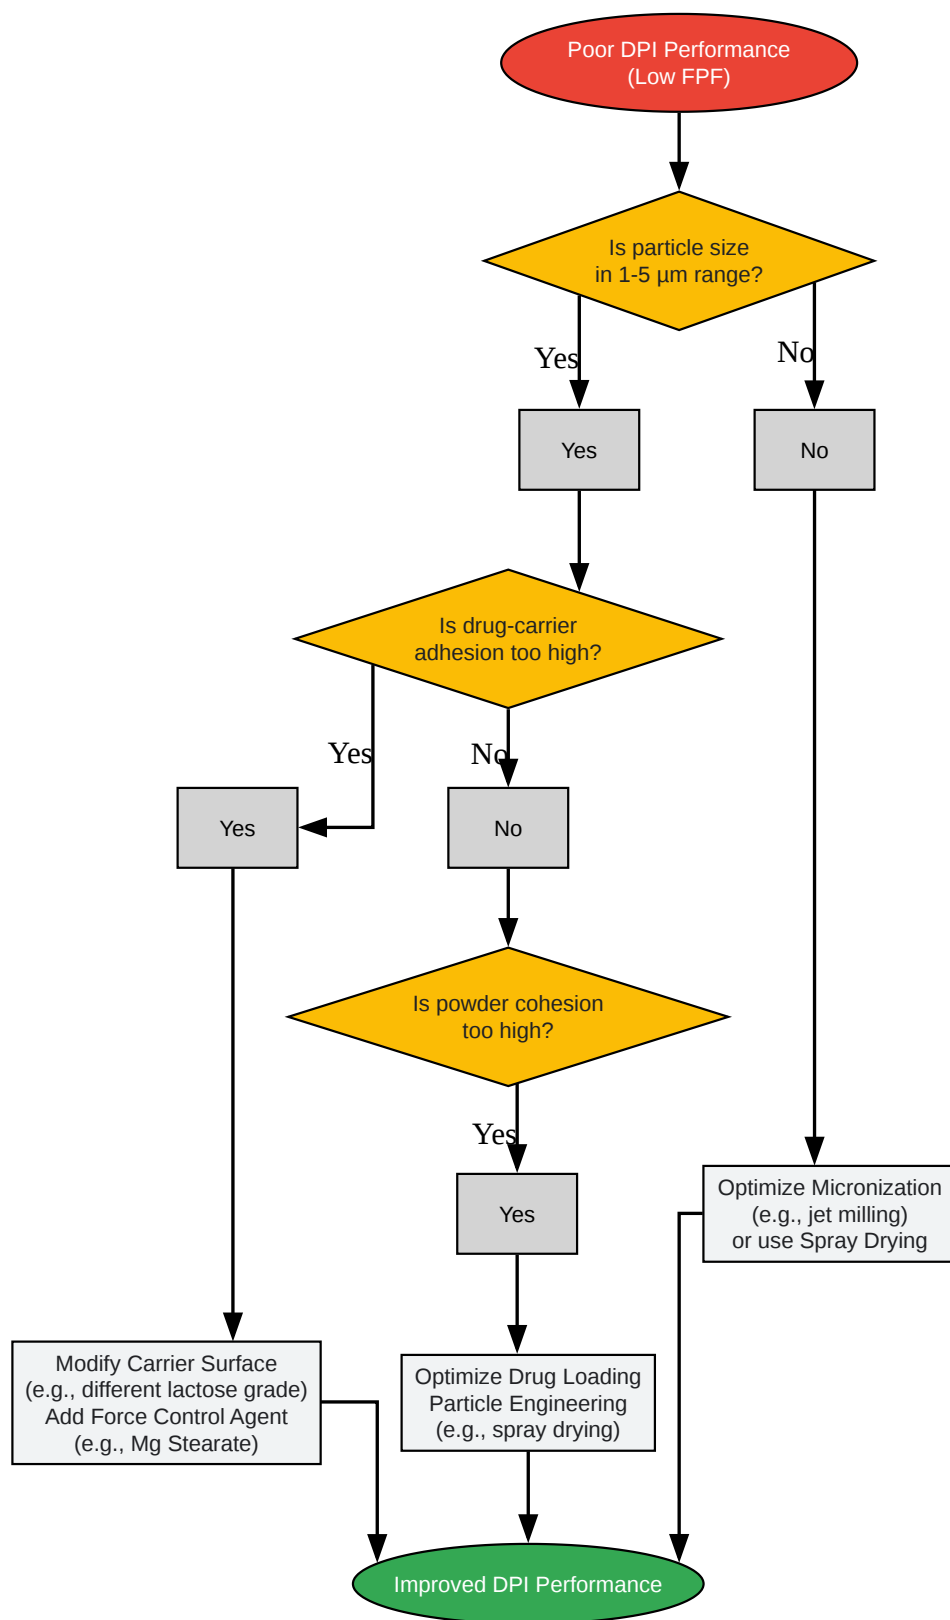 Poor DPI Performance
(Low FPF)
Is particle size
in 1-5 µm range?
Yes
No
Yes
No
Is drug-carrier
adhesion too high?
Yes
No
Yes
No
Is powder cohesion
too high?
Yes
Yes
Optimize Micronization
(e.g., jet milling)
or use Spray Drying
Modify Carrier Surface
(e.g., different lactose grade)
Add Force Control Agent
(e.g., Mg Stearate)
Optimize Drug Loading
Particle Engineering
(e.g., spray drying)
Improved DPI Performance